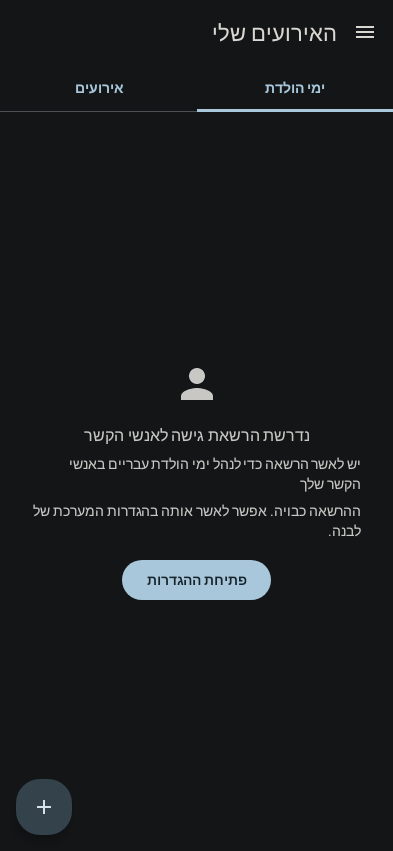 האירועים שלי
ימי הולדת
אירועים
נדרשת הרשאת גישה לאנשי הקשר
יש לאשר הרשאה כדי לנהל ימי הולדת עבריים באנשי
הקשר שלך
ההרשאה כבויה. אפשר לאשר אותה בהגדרות המערכת של
לבנה.
פתיחת ההגדרות